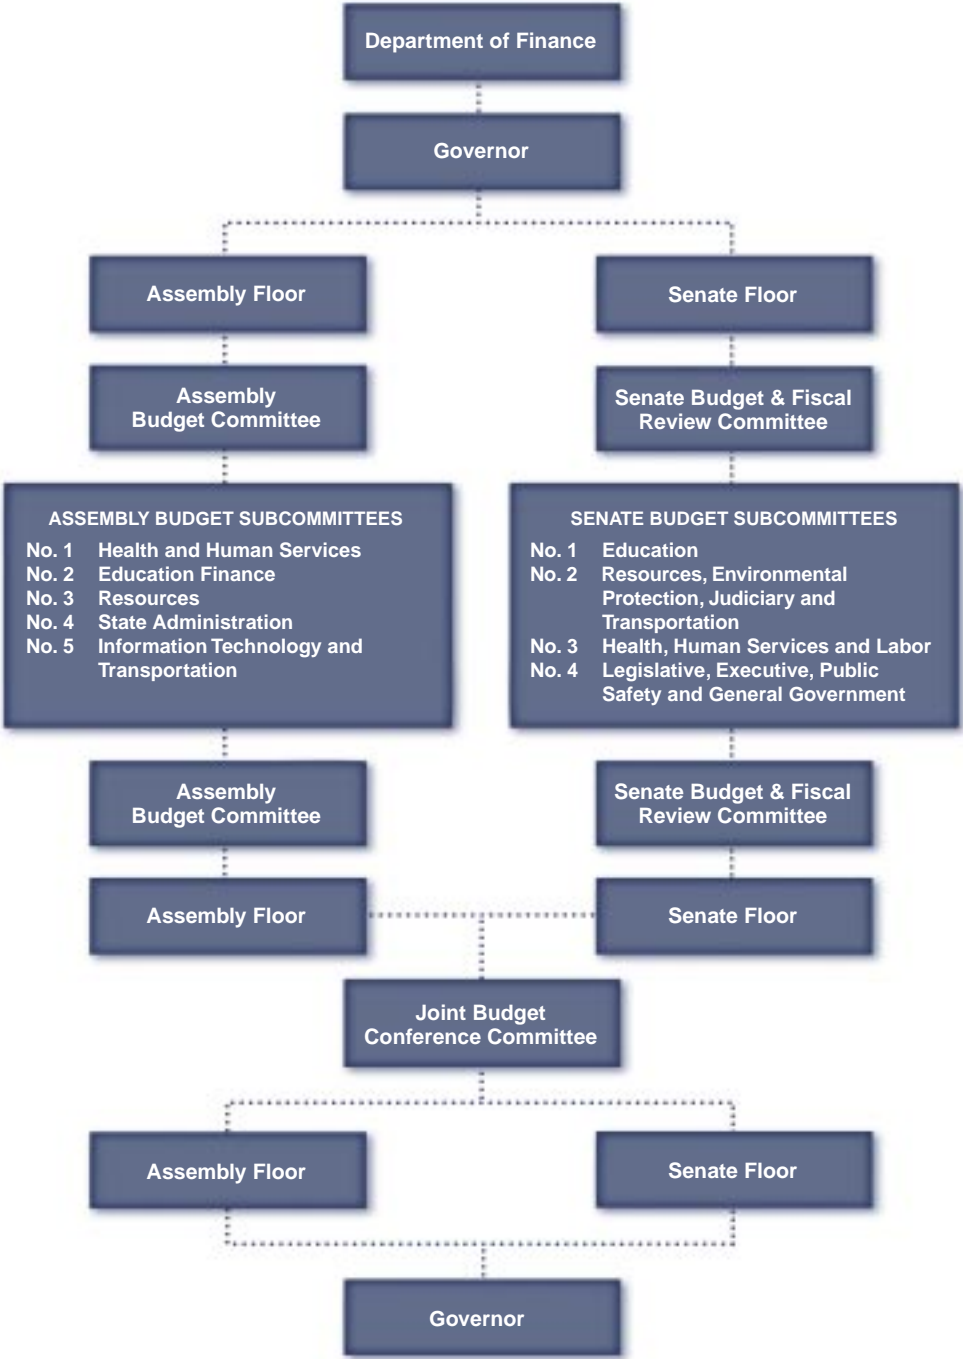 Department of Finance
Governor
Assembly Floor
Senate Floor
Assembly
Budget Committee
Senate Budget & Fiscal
Review Committee
ASSEMBLY BUDGET SUBCOMMITTEES
No. 1 Health and Human Services
No. 2 Education Finance
No. 3 Resources
No. 4 State Administration
No. 5 Information Technology and
Transportation
SENATE BUDGET SUBCOMMITTEES
No. 1 Education
No. 2 Resources, Environmental
Protection, Judiciary and
Transportation
No. 3 Health, Human Services and Labor
No. 4 Legislative, Executive, Public
Safety and General Government
Assembly
Budget Committee
Senate Budget & Fiscal
Review Committee
Assembly Floor
Senate Floor
Joint Budget
Conference Committee
Assembly Floor
Senate Floor
Governor